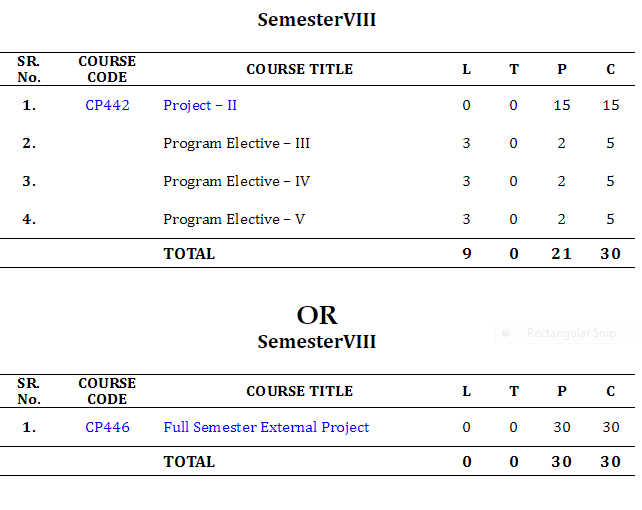 SemesterVIII
SR. No. COURSE CODE COURSE TITLE L T P C
1. CP442 Project – II 0 0 15 15
2. Program Elective – III 3 0 2 5
3. Program Elective – IV 3 0 2 5
4. Program Elective – V 3 0 2 5
TOTAL 9 0 21 30
OR
SemesterVIII
Rectangular Snip
SR. No. COURSE CODE COURSE TITLE L T P C
1. CP446 Full Semester External Project 0 0 30 30
TOTAL 0 0 30 30